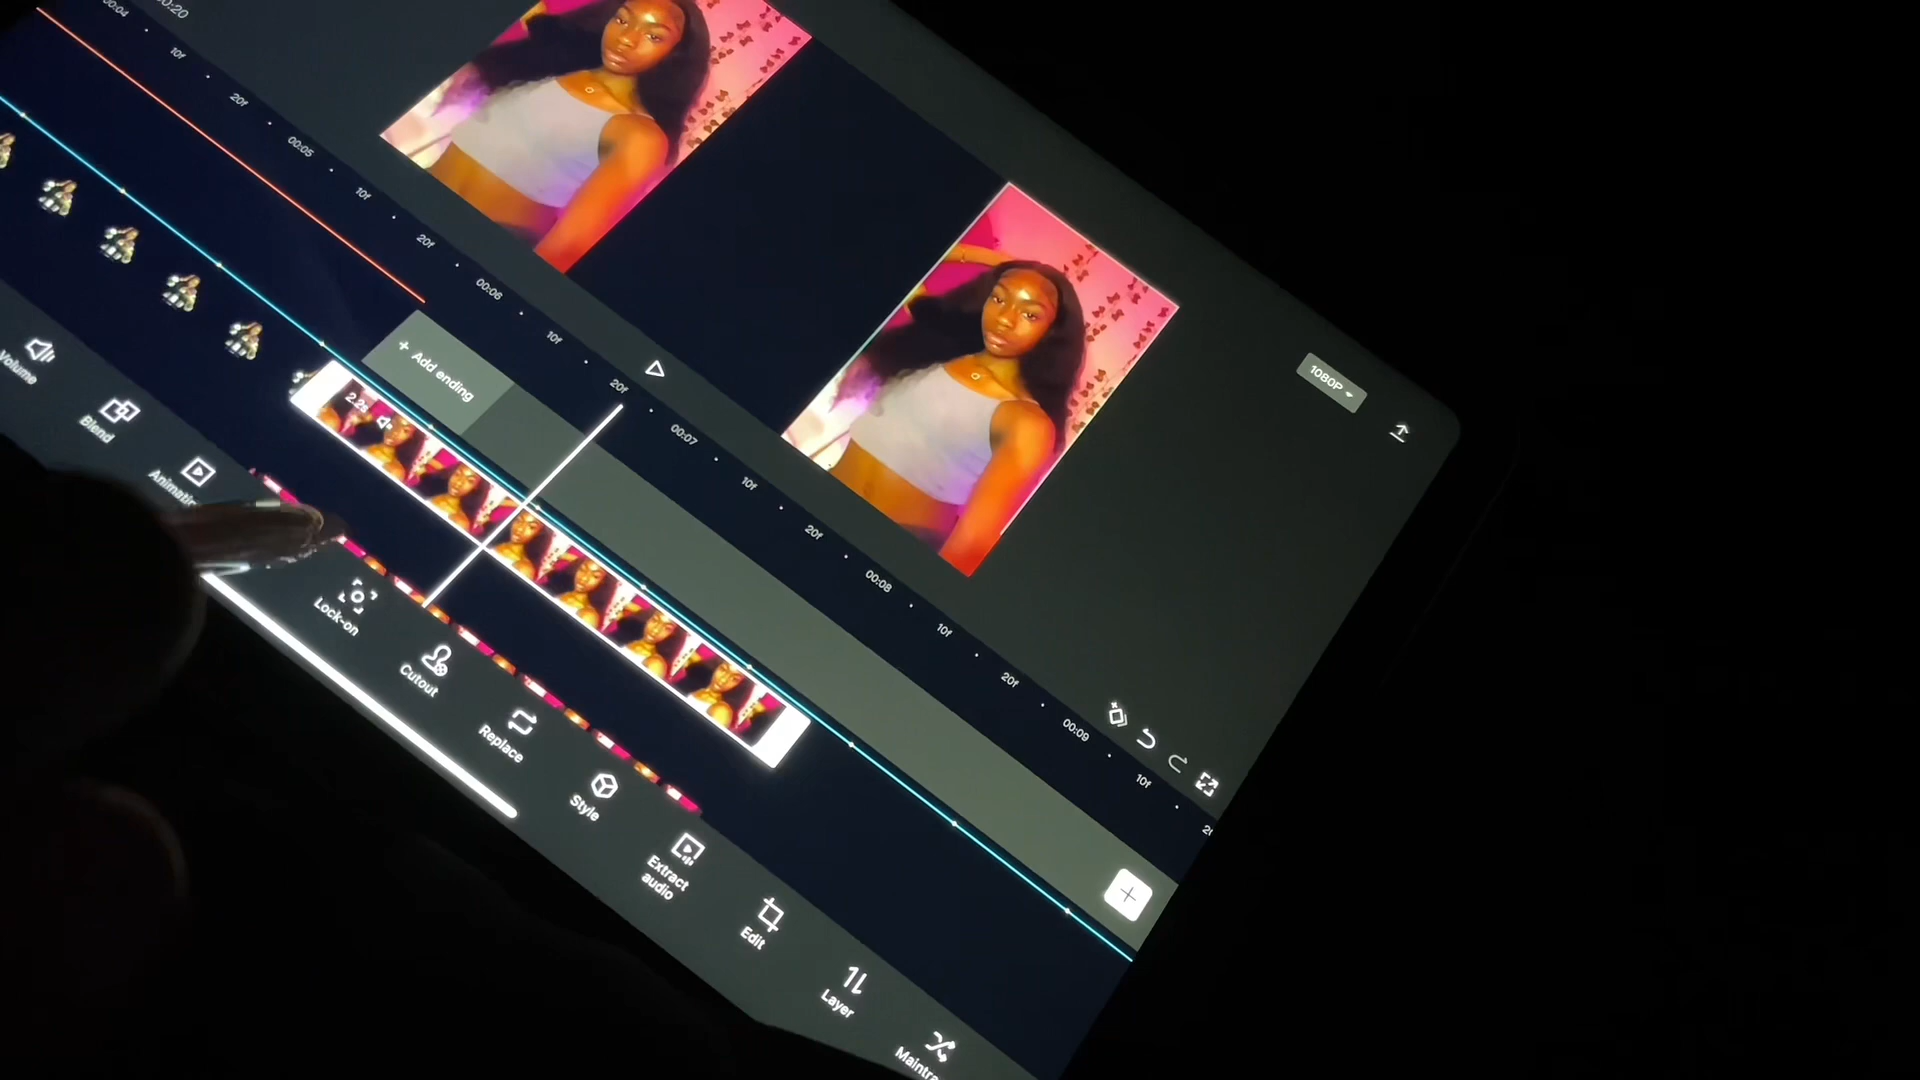 00:20
00:04
10f
20f
00:05
10f
20f
00:06
10f
20f
00:07
10f
20f
00:08
10f
20f
00:09
10f
1080P
+ Add ending
2.2s
Volume
Blend
Lock-on
Cutout
Replace
Style
Extract
audio
Edit
Layer